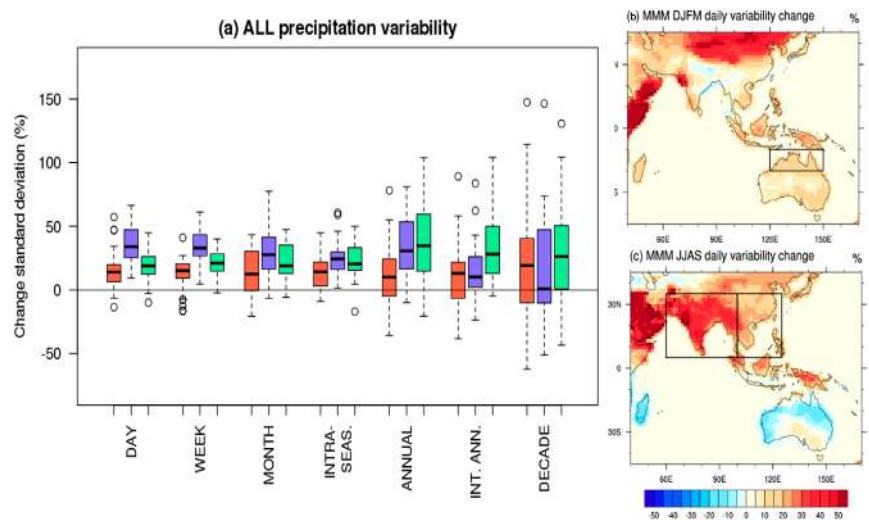 (a) ALL precipitation variability
Change standard deviation (%)
150
100
50
0
-50
DAY
WEEK
MONTH
INTRA-
SEAS.
ANNUAL
INT. ANN.
DECADE
(b) MMM DJFM daily variability change %
60E 90E 120E 150E
(c) MMM JJAS daily variability change %
30N
0
30S
60E 90E 120E 150E
-50 -40 -30 -20 -10 0 10 20 30 40 50